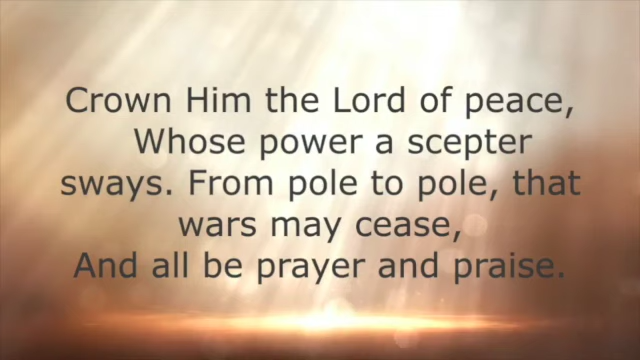 Crown Him the Lord of peace,
Whose power a scepter
sways. From pole to pole, that
wars may cease,
And all be prayer and praise.